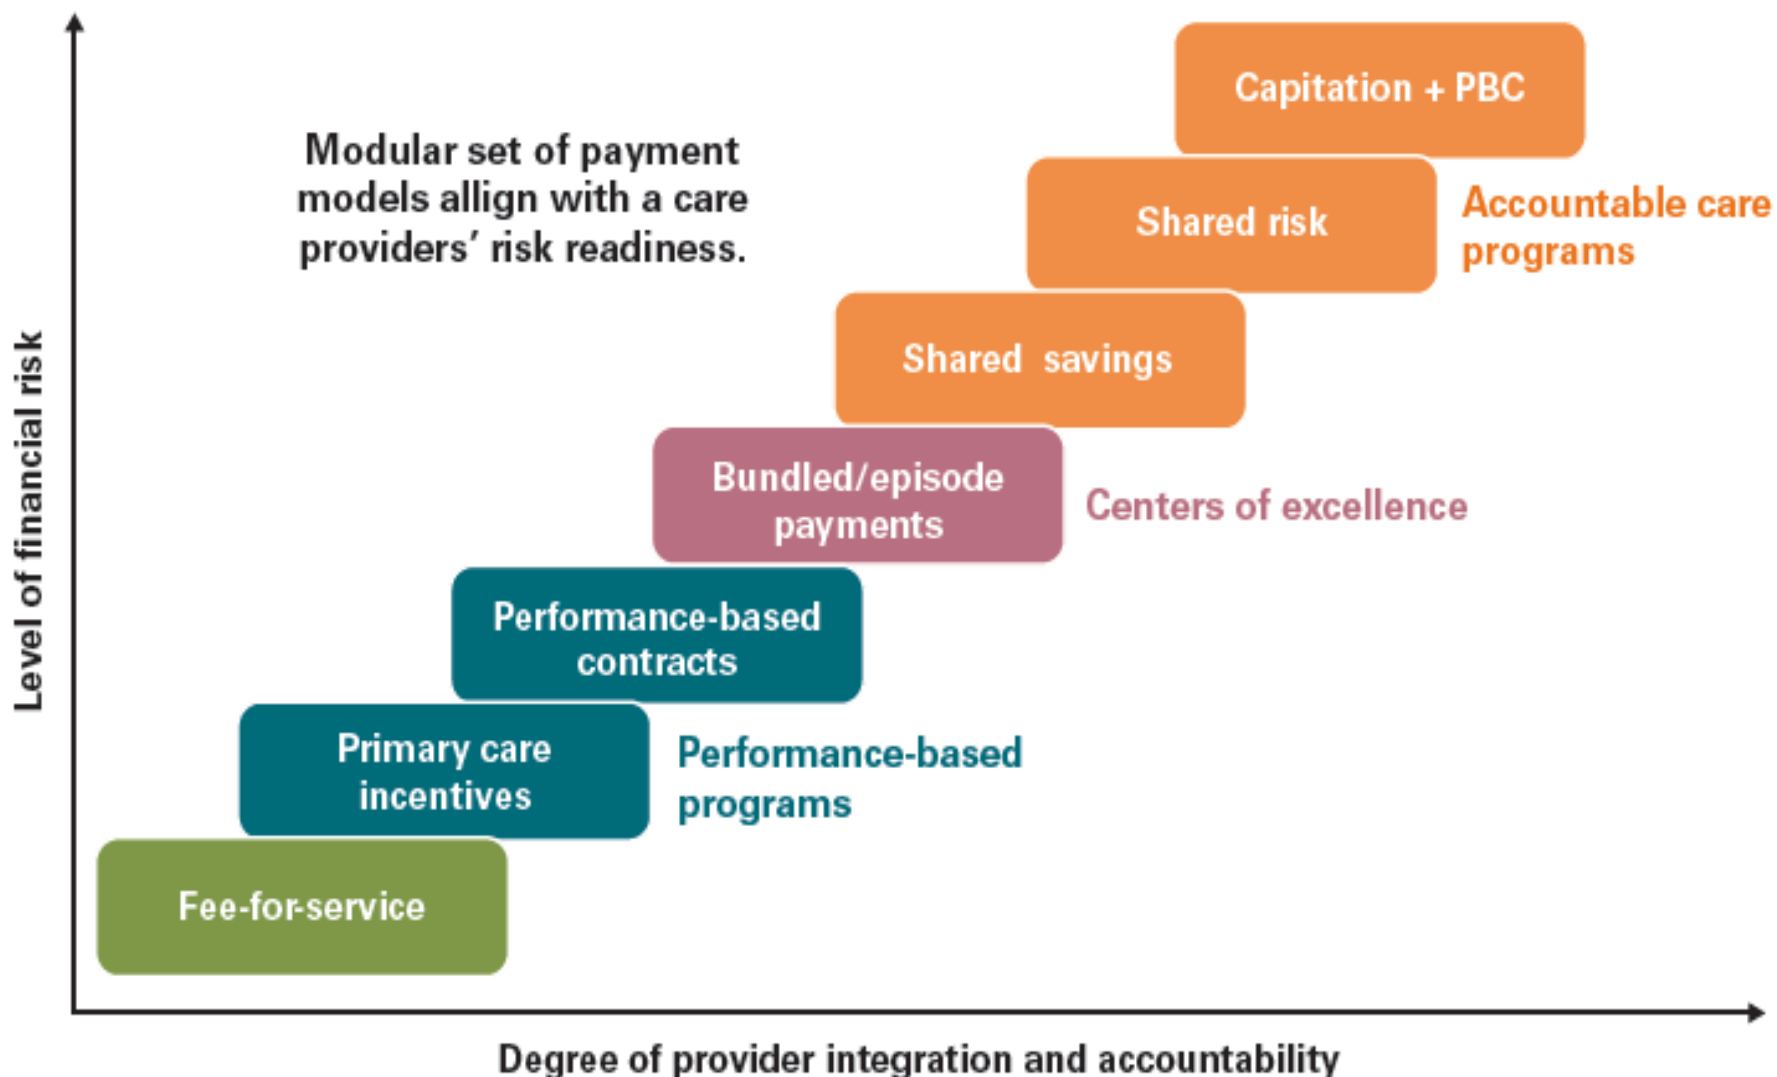 Capitation + PBC
Modular set of payment
models allign with a care
providers' risk readiness.
Shared risk
Accountable care
programs
Shared savings
Level of financial risk
Bundled/episode
payments
Centers of excellence
Performance-based
contracts
Primary care
incentives
Performance-based
programs
Fee-for-service
Degree of provider integration and accountability